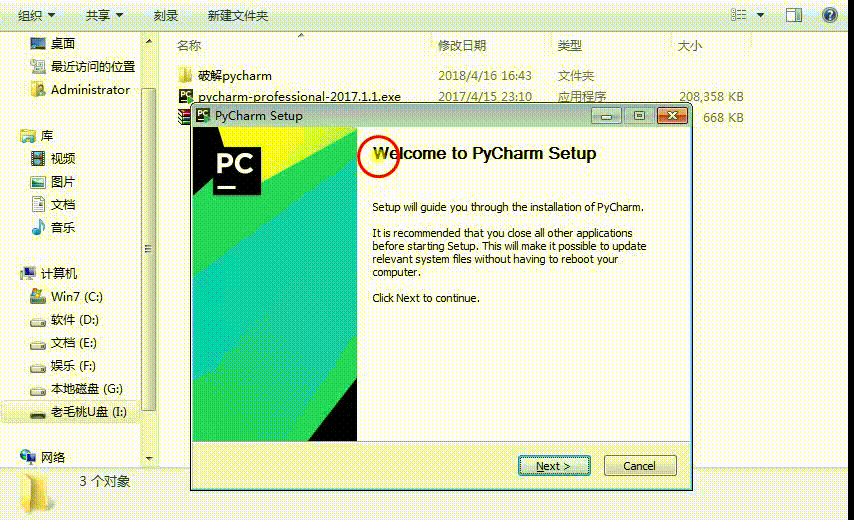 组织 共享 刻录 新建文件夹
名称 修改日期 类型 大小
桌面
最近访问的位置
Administrator
库
视频
图片
文档
音乐
计算机
Win7 (C:)
软件 (D:)
文档 (E:)
娱乐 (F:)
本地磁盘 (G:)
老毛桃U盘 (I:)
网络
破解pycharm 2018/4/16 16:43 文件夹
pycharm-professional-2017.1.1.exe 2017/4/15 23:10 应用程序 208,358 KB
668 KB
PyCharm Setup
PC
Welcome to PyCharm Setup
Setup will guide you through the installation of PyCharm.
It is recommended that you close all other applications
before starting Setup. This will make it possible to update
relevant system files without having to reboot your
computer.
Click Next to continue.
Next > Cancel
3 个对象